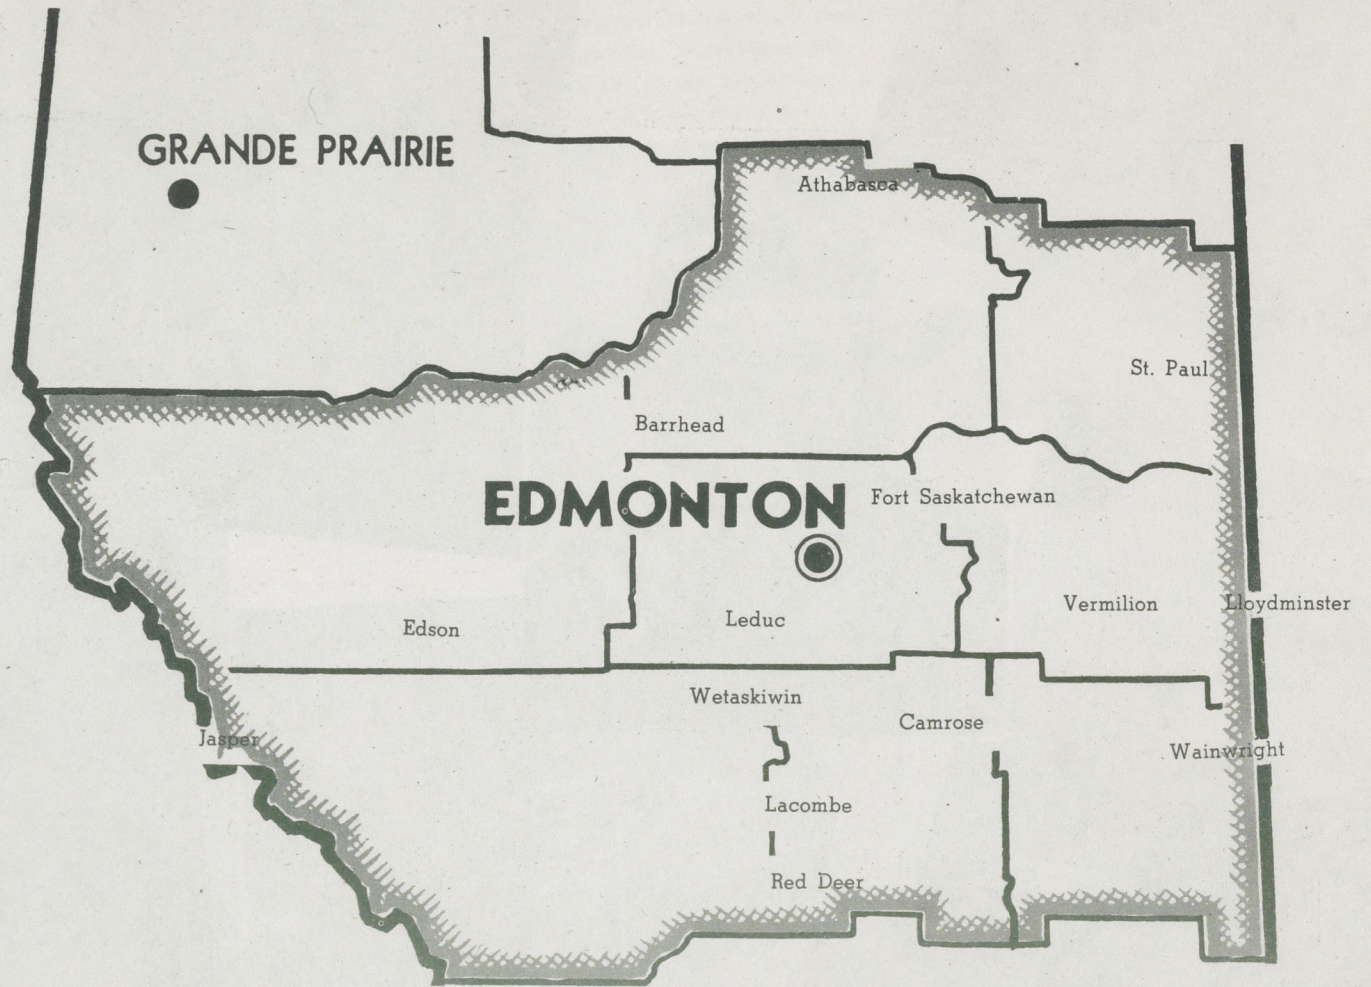 GRANDE PRAIRIE
Athabasca
St. Paul
Barrhead
EDMONTON
Fort Saskatchewan
Vermilion
Lloydminster
Leduc
Edson
Wetaskiwin
Camrose
Jasper
Wainwright
Lacombe
Red Deer